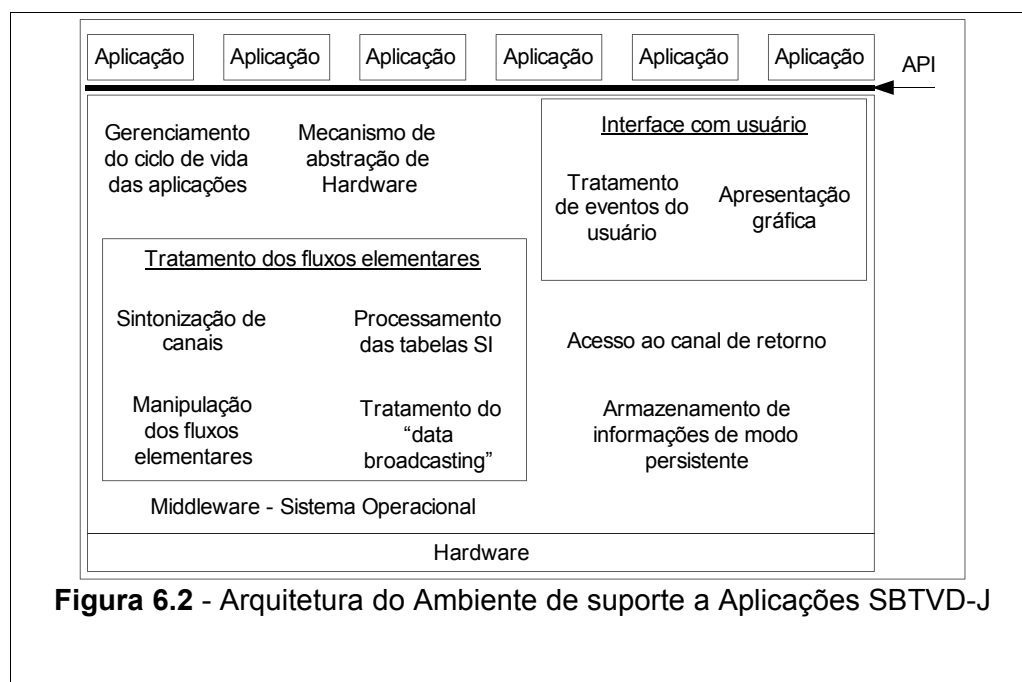 Aplicação Aplicação Aplicação Aplicação Aplicação Aplicação
API
Gerenciamento
do ciclo de vida
das aplicações
Mecanismo de
abstração de
Hardware
Interface com usuário
Tratamento
de eventos do
usuário
Apresentação
gráfica
Tratamento dos fluxos elementares
Sintonização de
canais
Processamento
das tabelas SI
Manipulação
dos fluxos
elementares
Tratamento do
“data
broadcasting”
Acesso ao canal de retorno
Armazenamento de
informações de modo
persistente
Middleware - Sistema Operacional
Hardware
Figura 6.2 - Arquitetura do Ambiente de suporte a Aplicações SBTVD-J